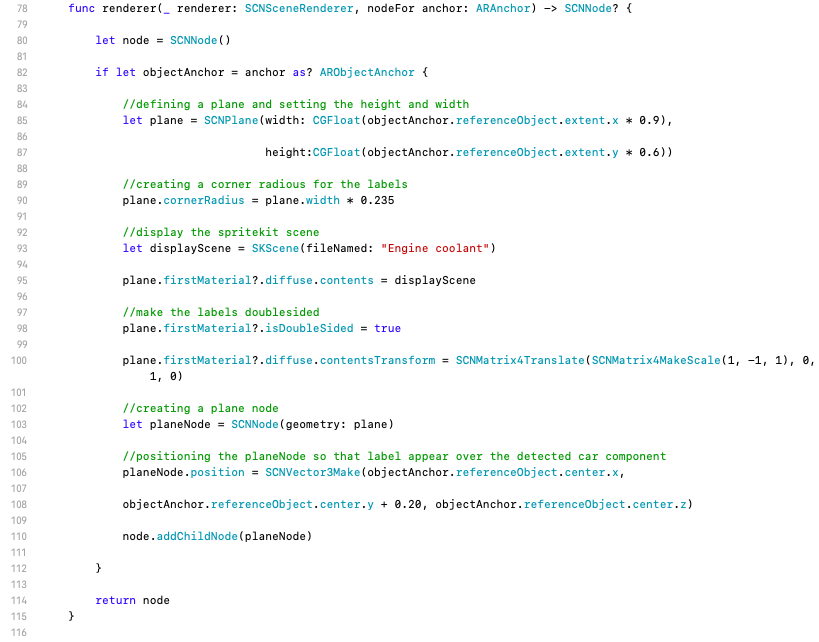 78 func renderer(_ renderer: SCNSceneRenderer, nodeFor anchor: ARAnchor) -> SCNNode? {
79
80 let node = SCNNode()
81
82 if let objectAnchor = anchor as? ARObjectAnchor {
83
84 //defining a plane and setting the height and width
85 let plane = SCNPlane(width: CGFloat(objectAnchor.referenceObject.extent.x * 0.9),
86
87 height:CGFloat(objectAnchor.referenceObject.extent.y * 0.6))
88
89 //creating a corner radious for the labels
90 plane.cornerRadius = plane.width * 0.235
91
92 //display the spritekit scene
93 let displayScene = SKScene(fileNamed: "Engine coolant")
94
95 plane.firstMaterial?.diffuse.contents = displayScene
96
97 //make the labels doublesided
98 plane.firstMaterial?.isDoubleSided = true
99
100 plane.firstMaterial?.diffuse.contentsTransform = SCNMatrix4Translate(SCNMatrix4MakeScale(1, -1, 1), 0,
1, 0)
101
102 //creating a plane node
103 let planeNode = SCNNode(geometry: plane)
104
105 //positioning the planeNode so that label appear over the detected car component
106 planeNode.position = SCNVector3Make(objectAnchor.referenceObject.center.x,
107
108 objectAnchor.referenceObject.center.y + 0.20, objectAnchor.referenceObject.center.z)
109
110 node.addChildNode(planeNode)
111
112 }
113
114 return node
115 }
116